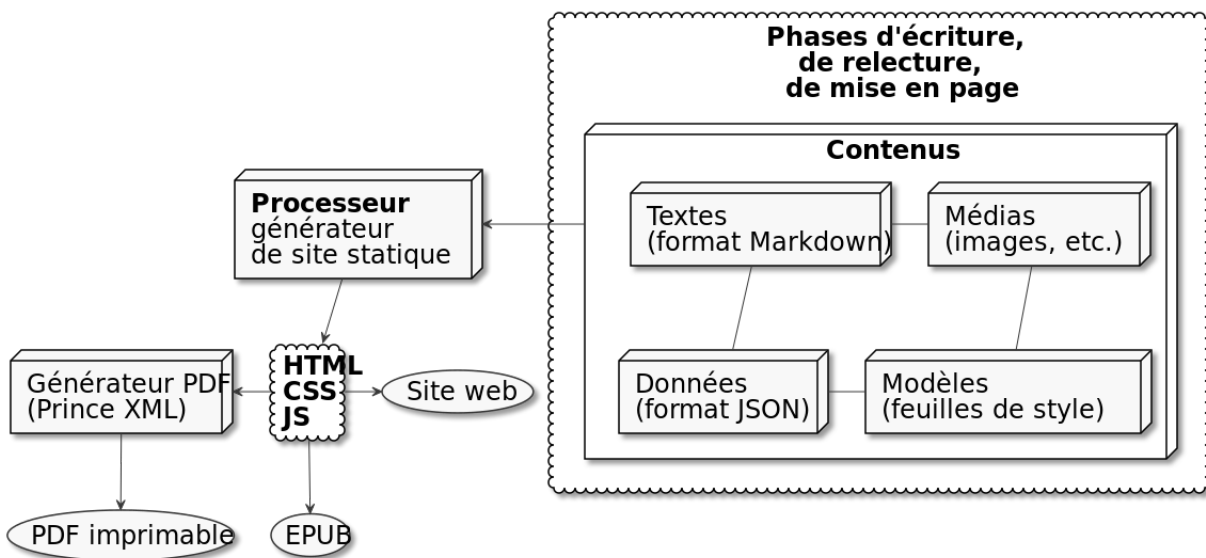 Phases d'écriture,
de relecture,
de mise en page
Contenus
Processeur
générateur
de site statique
Textes
(format Markdown)
Médias
(images, etc.)
Données
(format JSON)
Modèles
(feuilles de style)
HTML
CSS
JS
Générateur PDF
(Prince XML)
Site web
PDF imprimable
EPUB